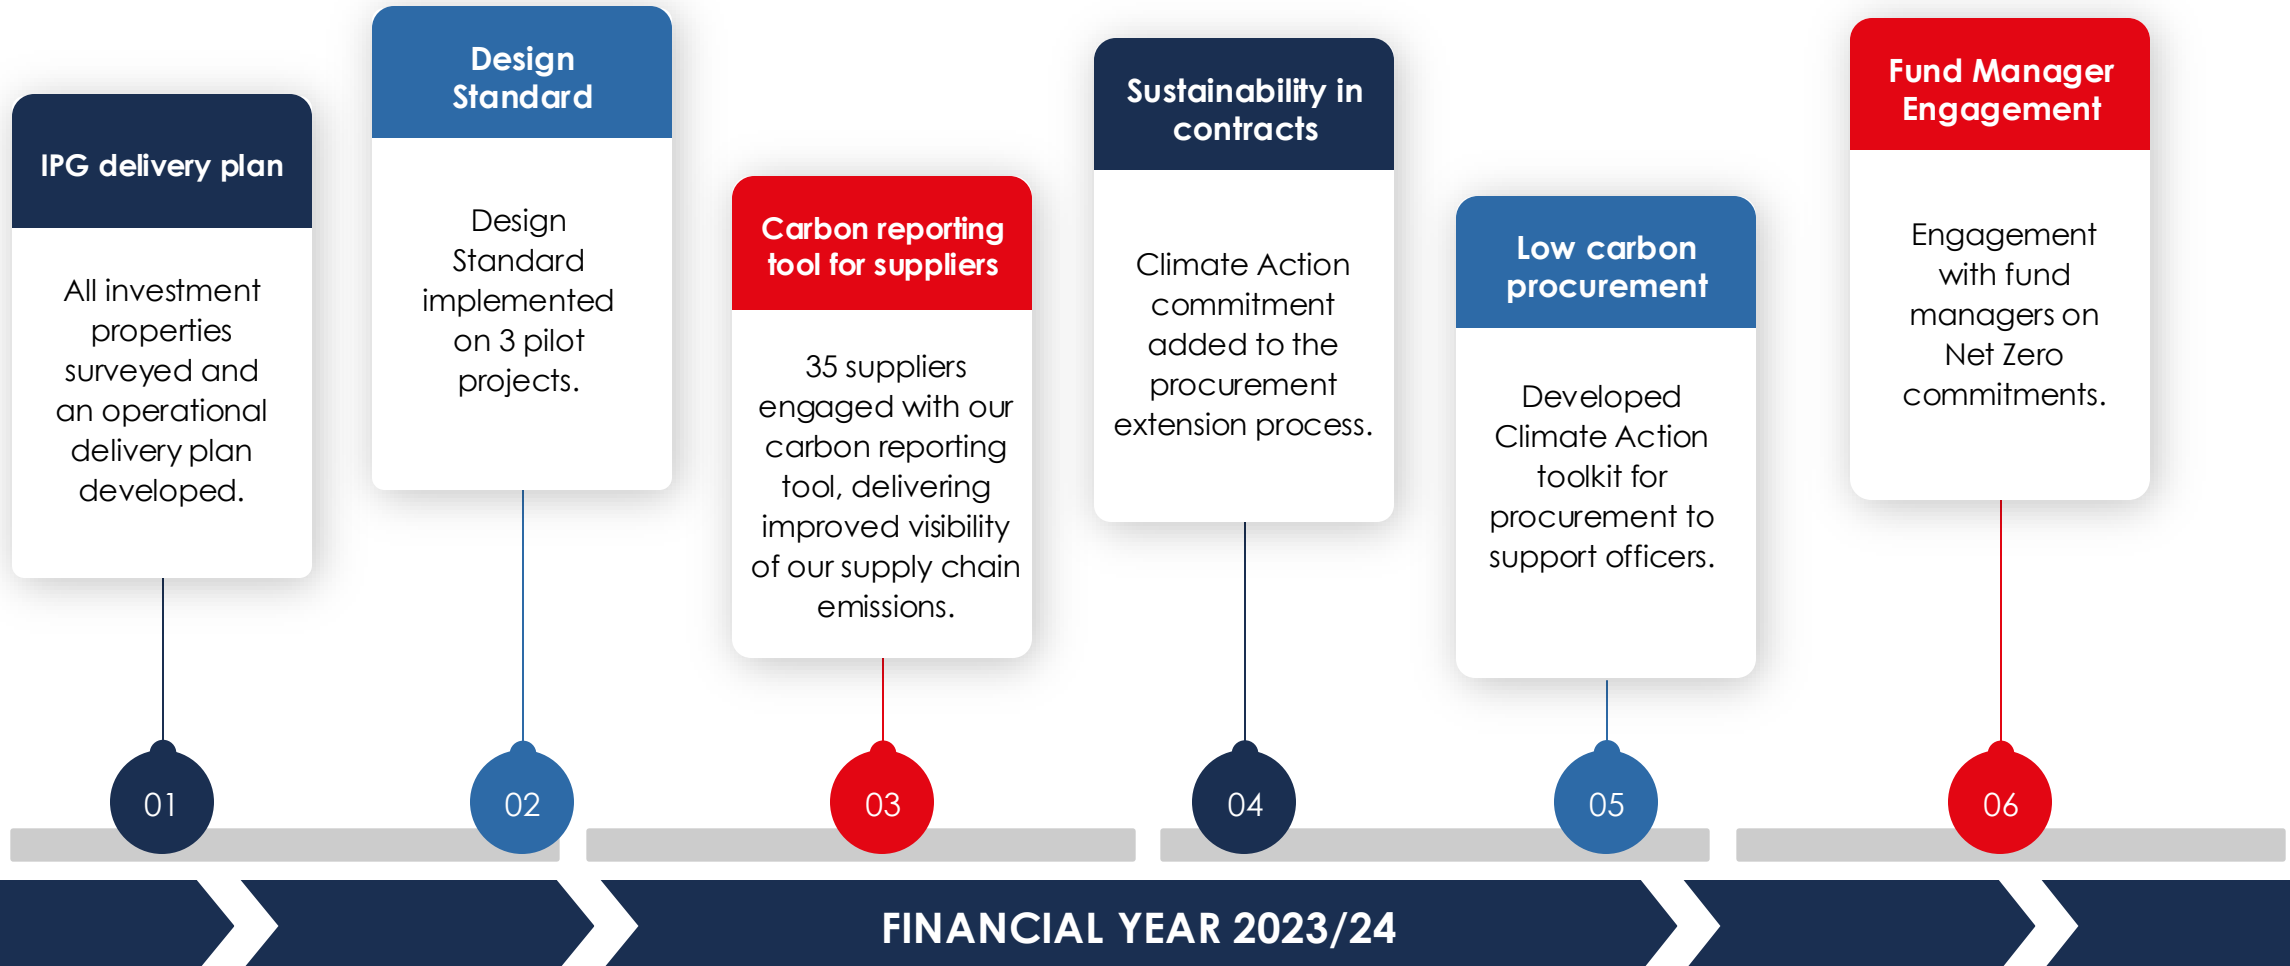 IPG delivery plan
All investment
properties
surveyed and
an operational
delivery plan
developed.
01
Design
Standard
Design
Standard
implemented
on 3 pilot
projects.
02
Carbon reporting
tool for suppliers
35 suppliers
engaged with our
carbon reporting
tool, delivering
improved visibility
of our supply chain
emissions.
03
Sustainability in
contracts
Climate Action
commitment
added to the
procurement
extension process.
04
Low carbon
procurement
Developed
Climate Action
toolkit for
procurement to
support officers.
05
Fund Manager
Engagement
Engagement
with fund
managers on
Net Zero
commitments.
06
FINANCIAL YEAR 2023/24